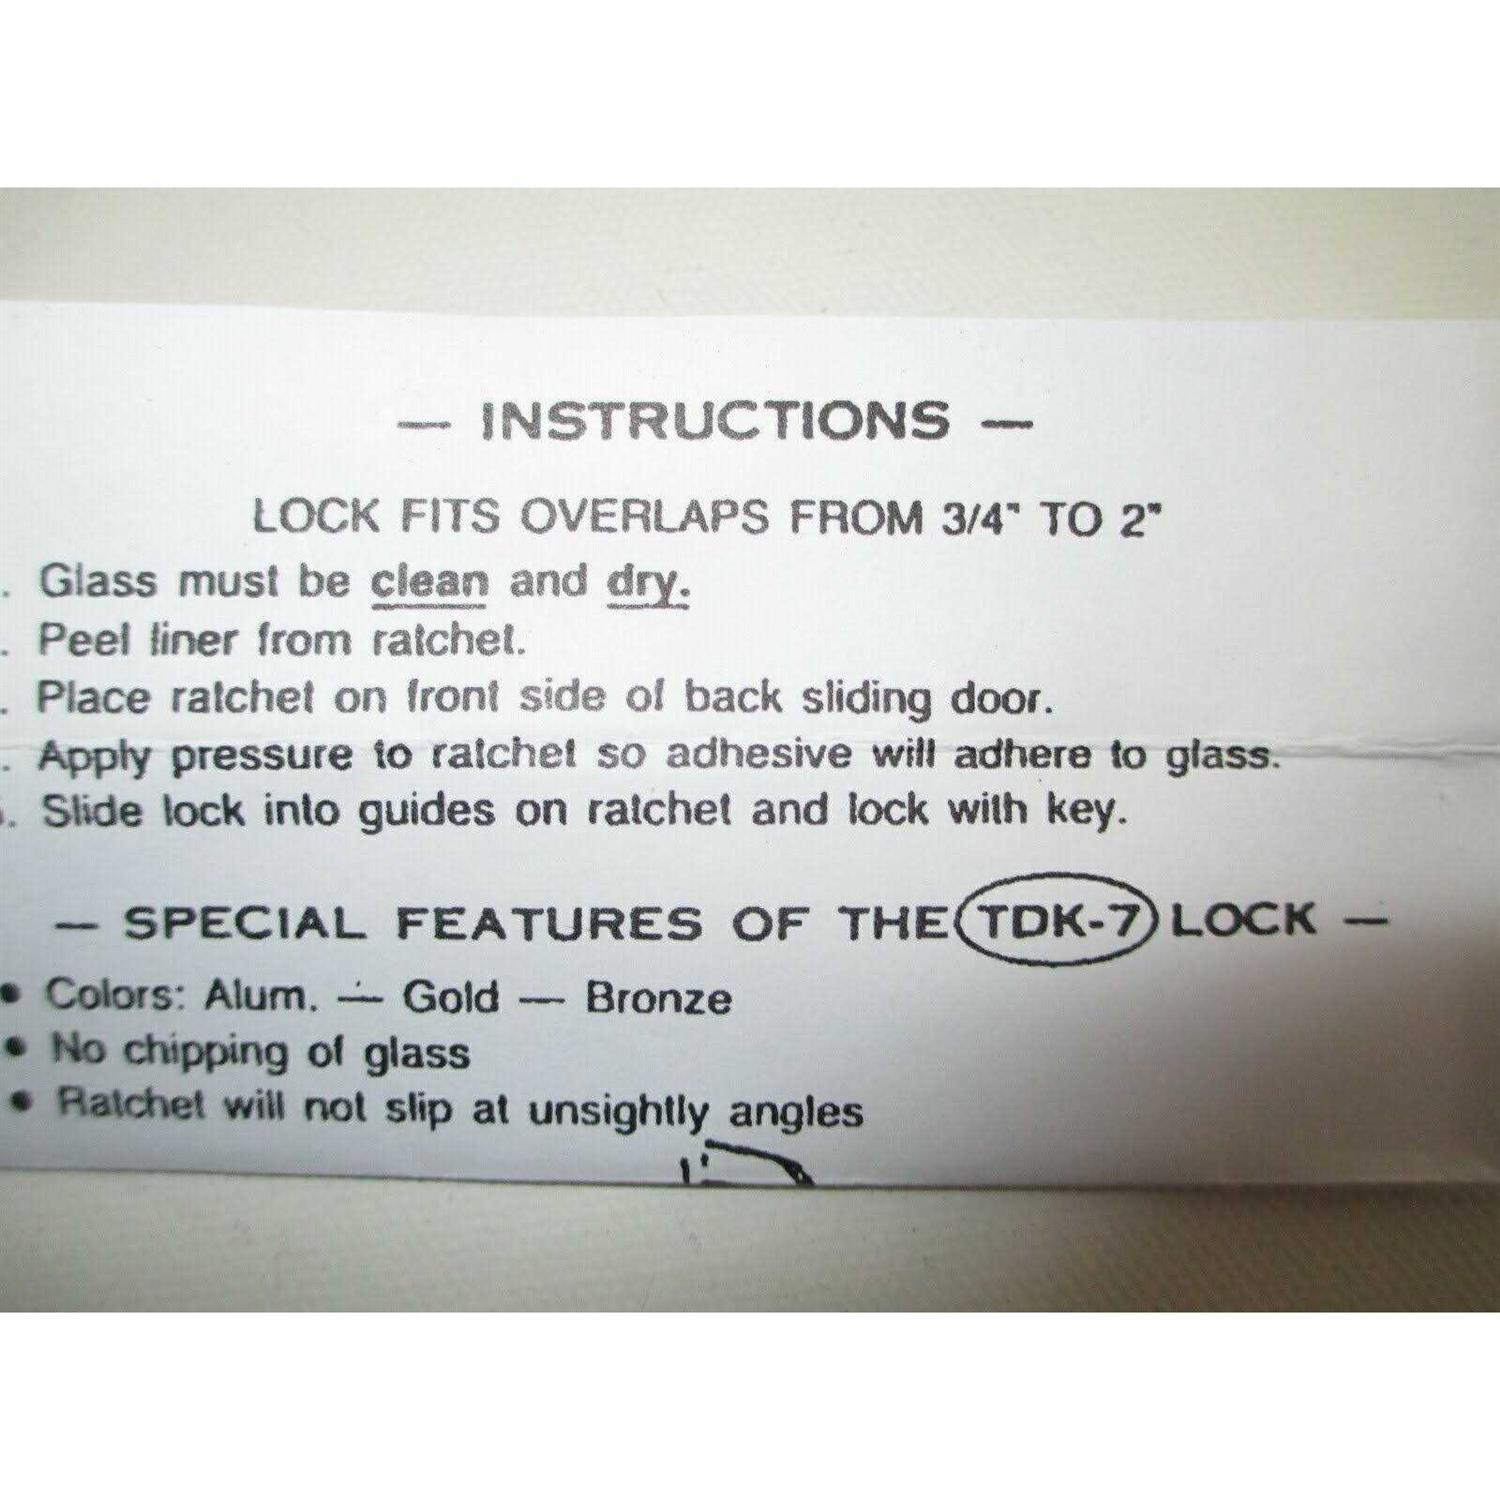 — INSTRUCTIONS —
LOCK FITS OVERLAPS FROM 3/4" TO 2"
. Glass must be clean and dry.
. Peel liner from ratchet.
. Place ratchet on front side of back sliding door.
. Apply pressure to ratchet so adhesive will adhere to glass.
. Slide lock into guides on ratchet and lock with key.
— SPECIAL FEATURES OF THE TDK-7 LOCK —
• Colors: Alum. — Gold — Bronze
• No chipping of glass
• Ratchet will not slip at unsightly angles